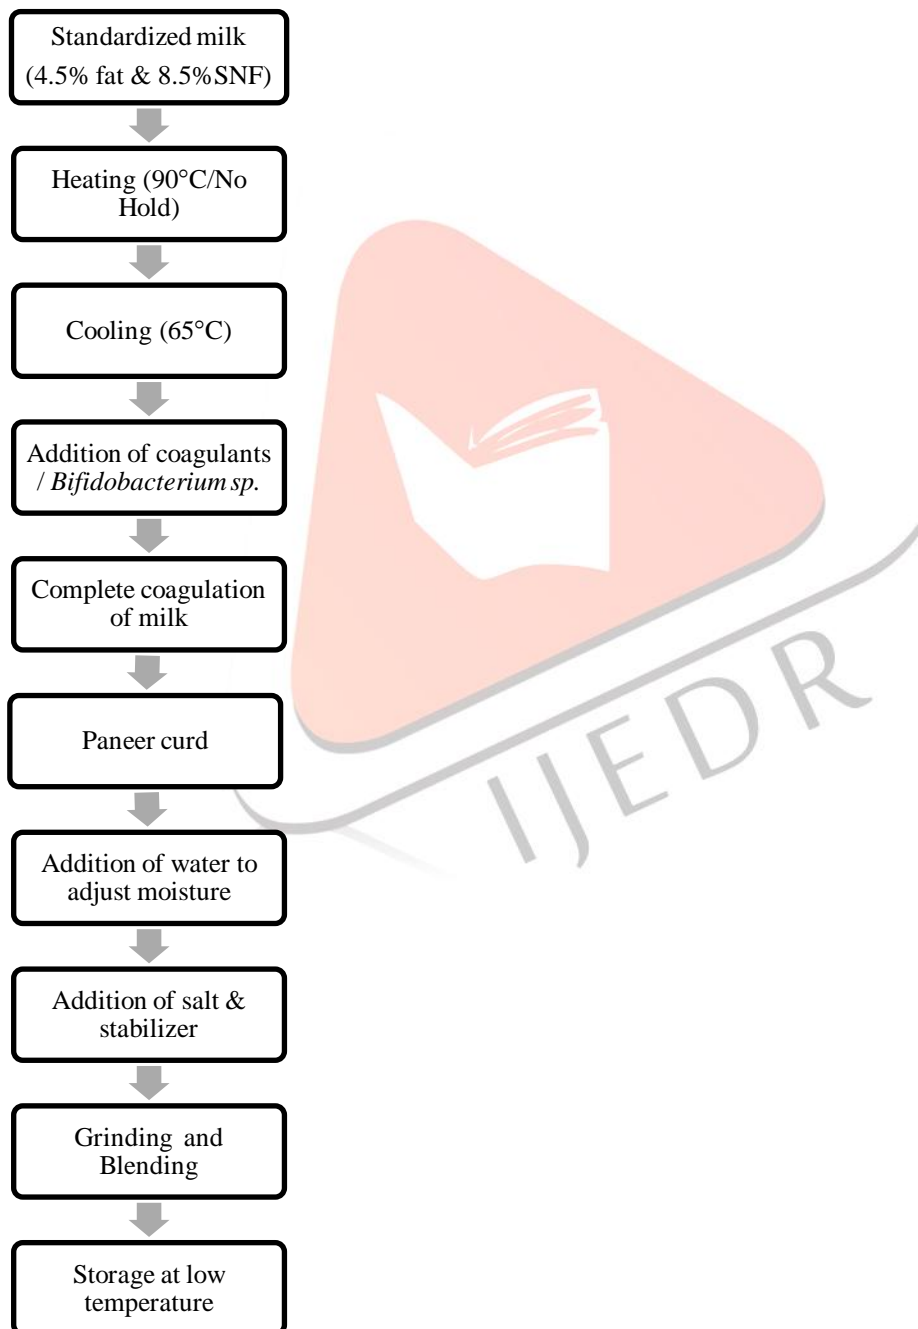 Standardized milk
(4.5% fat & 8.5%SNF)
Heating (90°C/No
Hold)
Cooling (65°C)
Addition of coagulants
/ Bifidobacterium sp.
Complete coagulation
of milk
Paneer curd
Addition of water to
adjust moisture
Addition of salt &
stabilizer
Grinding and
Blending
Storage at low
temperature
IJEDR